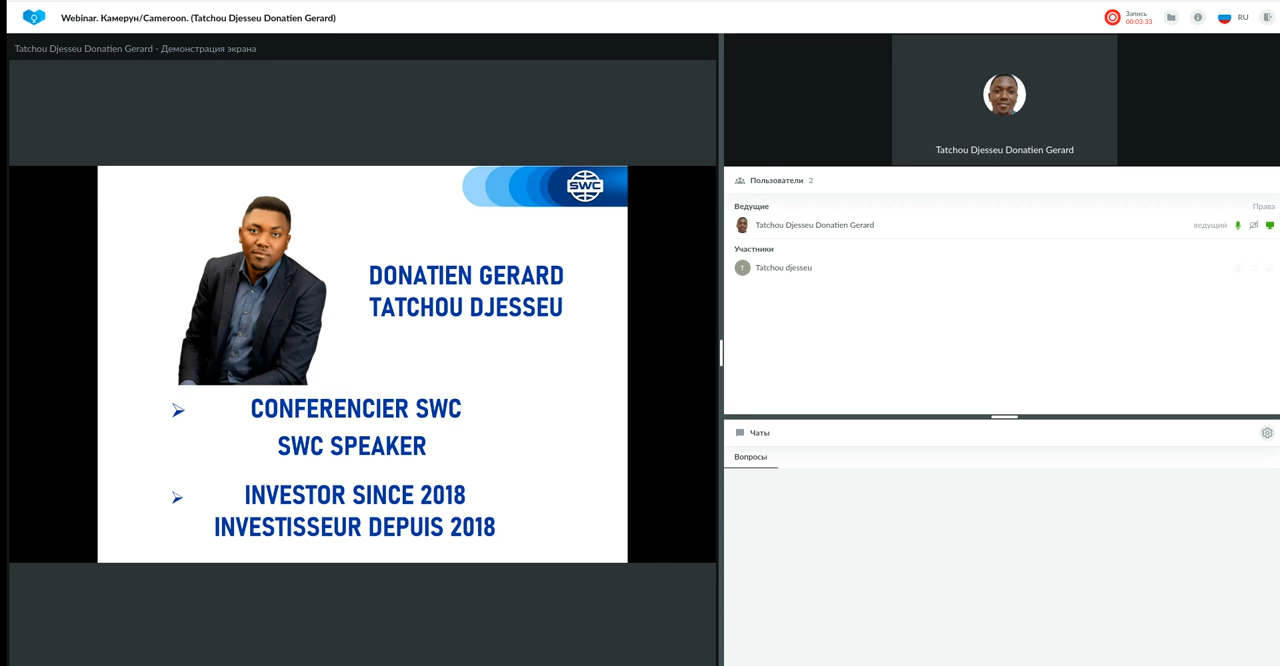 Webinar. Камерун/Cameroon. (Tatchou Djesseu Donatien Gerard)
Запись
00:03:33
RU
Tatchou Djesseu Donatien Gerard - Демонстрация экрана
SWC
DONATIEN GERARD
TATCHOU DJESSEU
CONFERENCIER SWC
SWC SPEAKER
INVESTOR SINCE 2018
INVESTISSEUR DEPUIS 2018
Tatchou Djesseu Donatien Gerard
Пользователи 2
Ведущие Права
Tatchou Djesseu Donatien Gerard ведущий
Участники
T Tatchou djesseu
Чаты
Вопросы